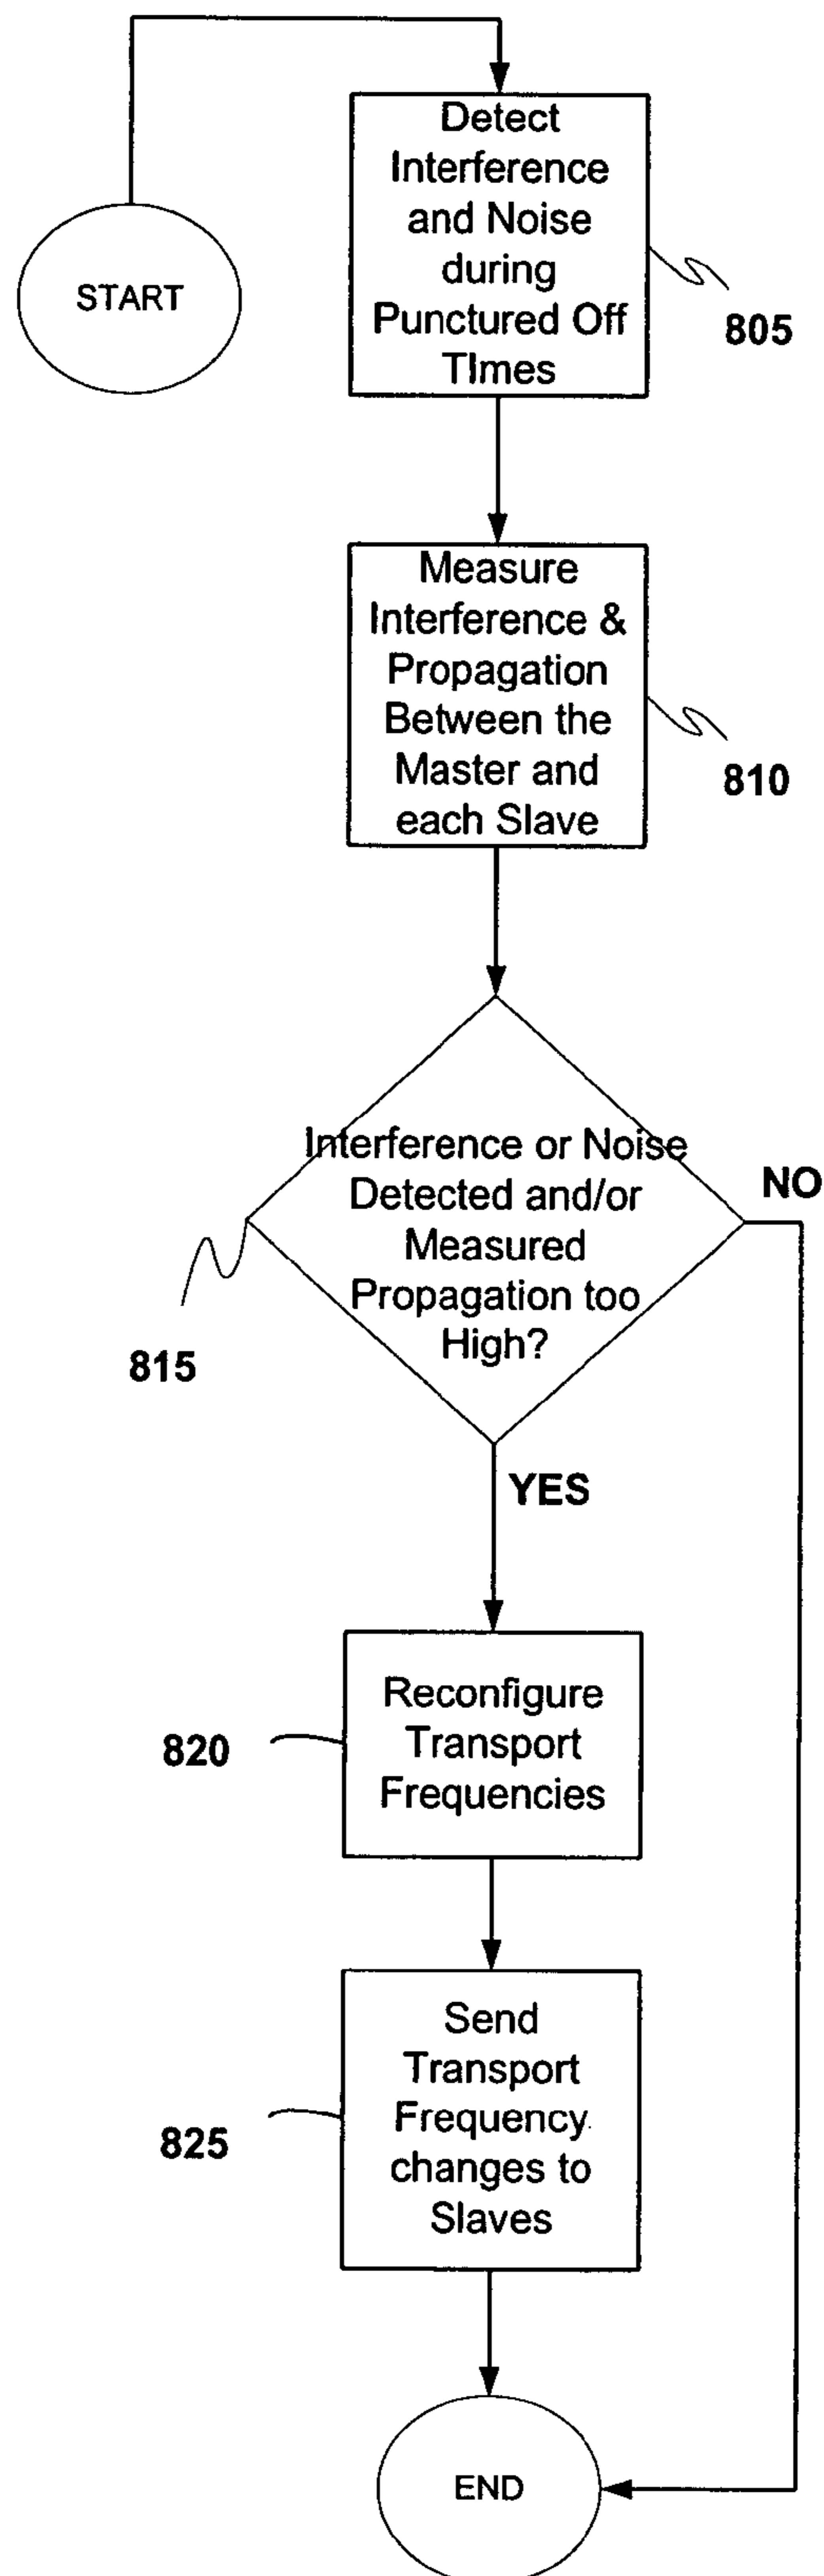 START
Detect
Interference
and Noise
during
Punctured Off
TImes
805
Measure
Interference &
Propagation
Between the
Master and
each Slave
810
Interference or Noise
Detected and/or
Measured
Propagation too
High?
NO
815
YES
Reconfigure
Transport
Frequencies
820
Send
Transport
Frequency
changes to
Slaves
825
END